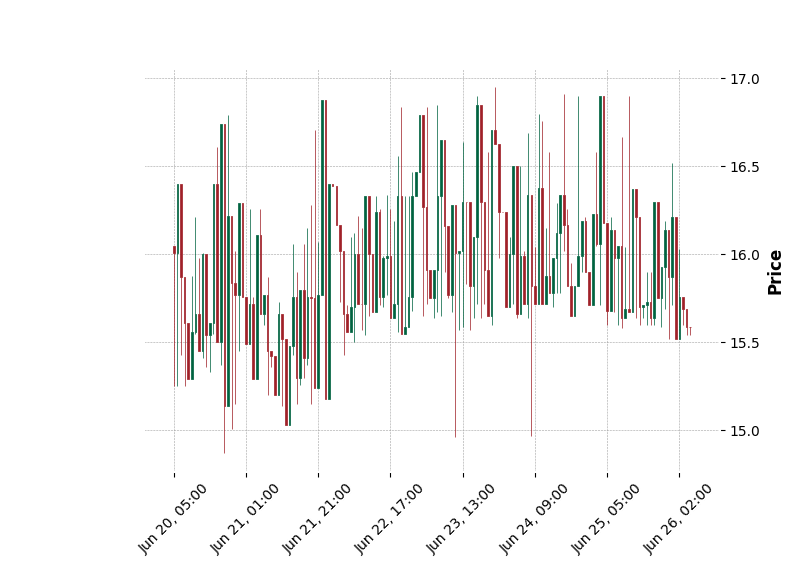 17.0
16.5
16.0
15.5
15.0
Price
Jun 20, 05:00
Jun 21, 01:00
Jun 21, 21:00
Jun 22, 17:00
Jun 23, 13:00
Jun 24, 09:00
Jun 25, 05:00
Jun 26, 02:00